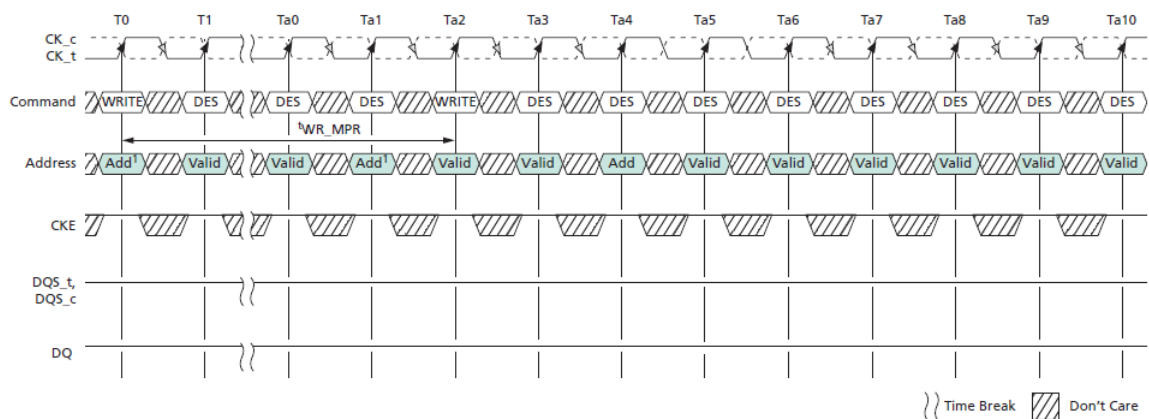 T0 T1 Ta0 Ta1 Ta2 Ta3 Ta4 Ta5 Ta6 Ta7 Ta8 Ta9 Ta10
CK_c
CK_t
Command WRITE DES DES DES WRITE DES DES DES DES DES DES DES DES
tWR_MPR
Address Add1 Valid Valid Add1 Valid Valid Add Valid Valid Valid Valid Valid Valid
CKE
DQS_t,
DQS_c
DQ
Time Break Don't Care